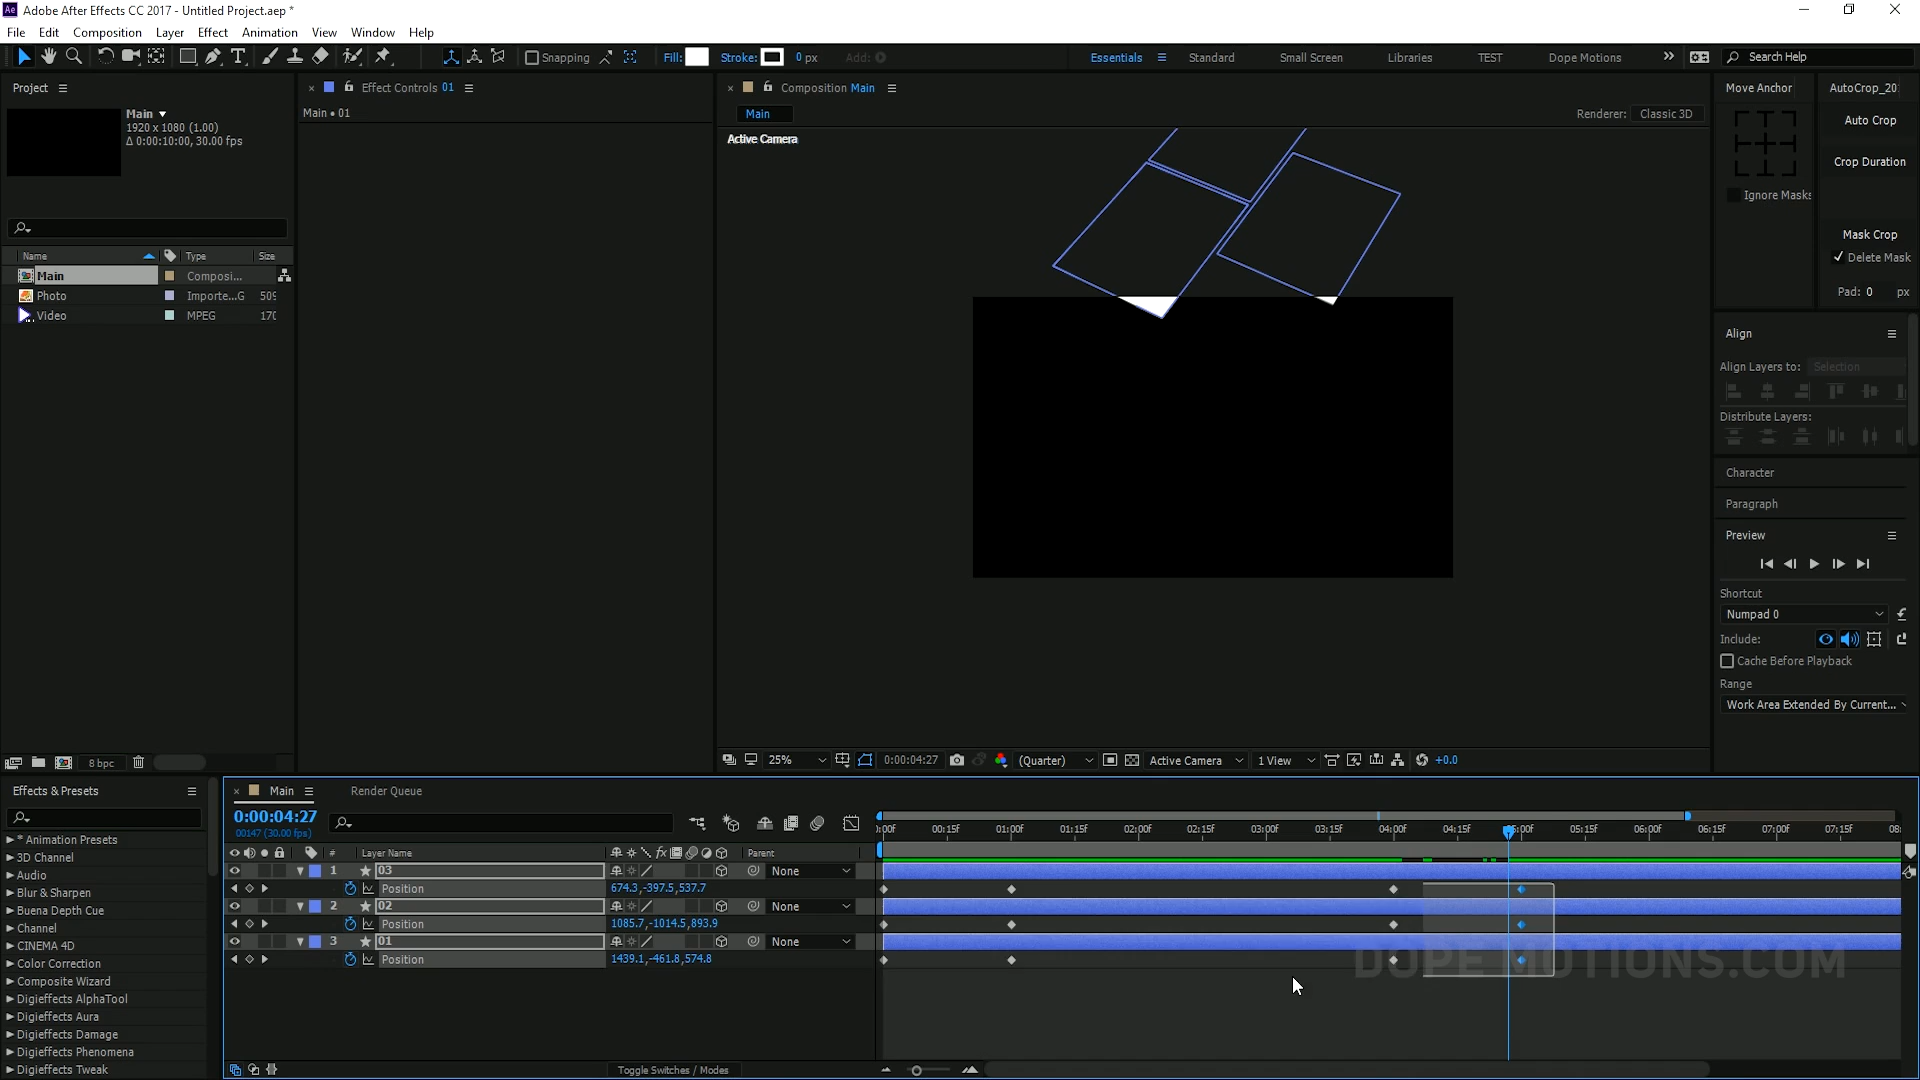 Adobe After Effects CC 2017 - Untitled Project.aep *
File Edit Composition Layer Effect Animation View Window Help
Snapping Fill: Stroke: 0 px Add: Essentials Standard Small Screen Libraries TEST Dope Motions Search Help
Project
Effect Controls 01
Composition Main
Move Anchor
AutoCrop_20
Main
1920 x 1080 (1.00)
Δ 0:00:10:00, 30.00 fps
Main • 01
Main
Renderer: Classic 3D
Active Camera
Auto Crop
Crop Duration
Ignore Masks
Mask Crop
Delete Mask
Pad: 0 px
Name Type Size
Main Composi...
Photo Importe...G 509
Video MPEG 170
Align
Align Layers to: Selection
Distribute Layers:
Character
Paragraph
Preview
Shortcut
Numpad 0
Include:
Cache Before Playback
Range
Work Area Extended By Current...
8 bpc
25% 0:00:04:27 (Quarter) Active Camera 1 View +0.0
Effects & Presets
* Animation Presets
3D Channel
Audio
Blur & Sharpen
Buena Depth Cue
Channel
CINEMA 4D
Color Correction
Composite Wizard
Digieffects AlphaTool
Digieffects Aura
Digieffects Damage
Digieffects Phenomena
Digieffects Tweak
Main
Render Queue
0:00:04:27
00147 (30.00 fps)
:00f 00:15f 01:00f 01:15f 02:00f 02:15f 03:00f 03:15f 04:00f 04:15f 5:00f 05:15f 06:00f 06:15f 07:00f 07:15f 08:
# Layer Name fx Parent
1 03 None
Position 674.3,-397.5,537.7
2 02 None
Position 1085.7,-1014.5,893.9
3 01 None
Position 1439.1,-461.8,574.8
DOPE MOTIONS.COM
Toggle Switches / Modes